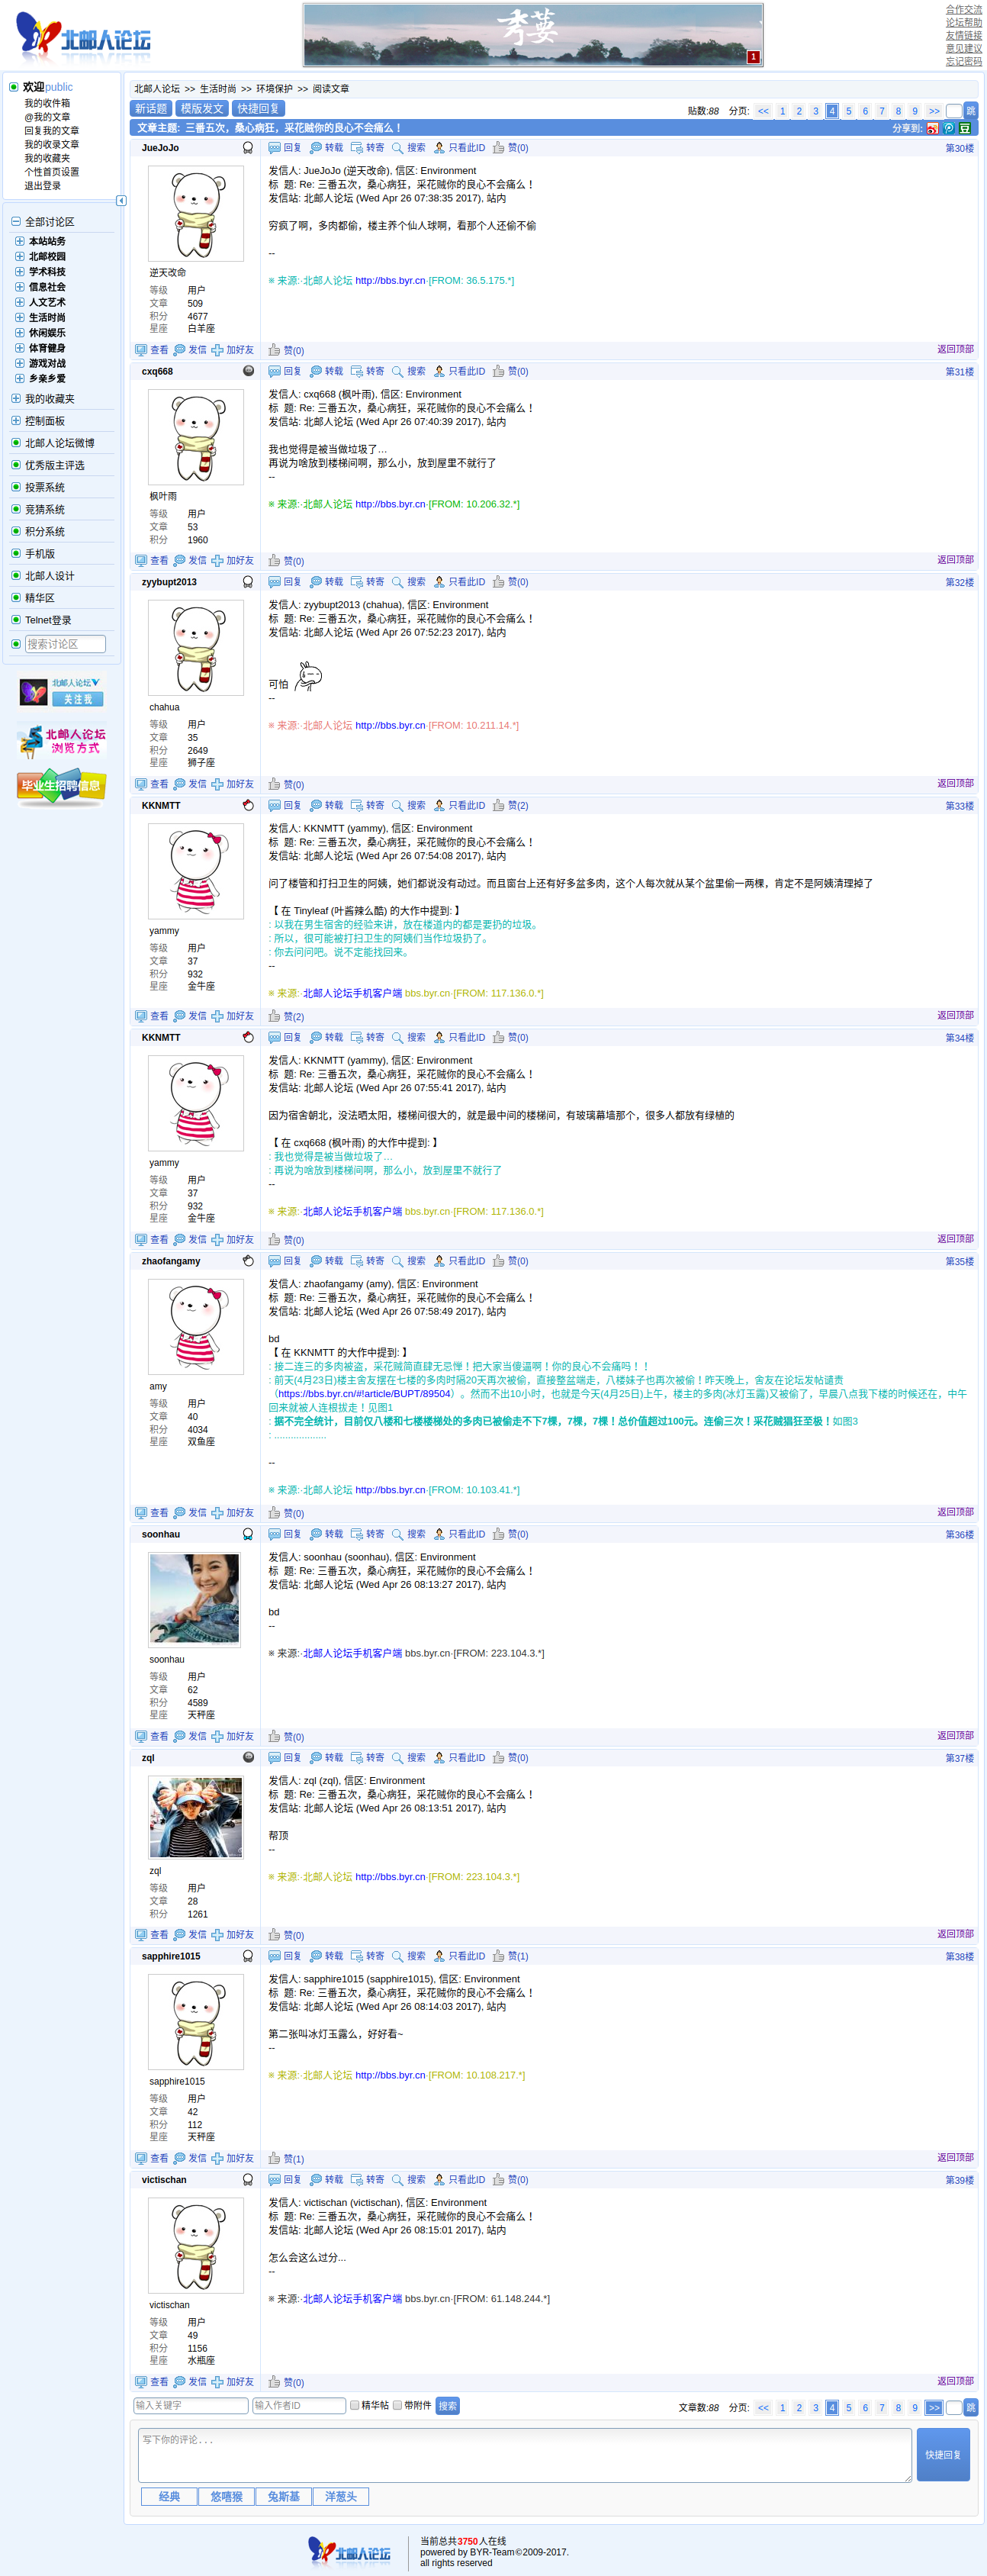 北邮人论坛
考要
1
合作交流
论坛帮助
友情链接
意见建议
忘记密码
欢迎public
我的收件箱
@我的文章
回复我的文章
我的收录文章
我的收藏夹
个性首页设置
退出登录
全部讨论区
本站站务
北邮校园
学术科技
信息社会
人文艺术
生活时尚
休闲娱乐
体育健身
游戏对战
乡亲乡爱
我的收藏夹
控制面板
北邮人论坛微博
优秀版主评选
投票系统
竞猜系统
积分系统
手机版
北邮人设计
精华区
Telnet登录
搜索讨论区
北邮人论坛
关注我
北邮人论坛
浏览方式
毕业生招聘信息
北邮人论坛 >> 生活时尚 >> 环境保护 >> 阅读文章
新话题 模版发文 快捷回复
贴数:88 分页: << 1 2 3 4 5 6 7 8 9 >> 跳
文章主题: 三番五次，桑心病狂，采花贼你的良心不会痛么！
分享到: 豆
JueJoJo
回复 转载 转寄 搜索 只看此ID 赞(0) 第30楼
逆天改命
等级 用户
文章 509
积分 4677
星座 白羊座
发信人: JueJoJo (逆天改命), 信区: Environment
标 题: Re: 三番五次，桑心病狂，采花贼你的良心不会痛么！
发信站: 北邮人论坛 (Wed Apr 26 07:38:35 2017), 站内
穷疯了啊，多肉都偷，楼主养个仙人球啊，看那个人还偷不偷
--
※ 来源:·北邮人论坛 http://bbs.byr.cn·[FROM: 36.5.175.*]
查看 发信 加好友 赞(0) 返回顶部
cxq668
回复 转载 转寄 搜索 只看此ID 赞(0) 第31楼
枫叶雨
等级 用户
文章 53
积分 1960
发信人: cxq668 (枫叶雨), 信区: Environment
标 题: Re: 三番五次，桑心病狂，采花贼你的良心不会痛么！
发信站: 北邮人论坛 (Wed Apr 26 07:40:39 2017), 站内
我也觉得是被当做垃圾了…
再说为啥放到楼梯间啊，那么小，放到屋里不就行了
--
※ 来源:·北邮人论坛 http://bbs.byr.cn·[FROM: 10.206.32.*]
查看 发信 加好友 赞(0) 返回顶部
zyybupt2013
回复 转载 转寄 搜索 只看此ID 赞(0) 第32楼
chahua
等级 用户
文章 35
积分 2649
星座 狮子座
发信人: zyybupt2013 (chahua), 信区: Environment
标 题: Re: 三番五次，桑心病狂，采花贼你的良心不会痛么！
发信站: 北邮人论坛 (Wed Apr 26 07:52:23 2017), 站内
可怕
--
※ 来源:·北邮人论坛 http://bbs.byr.cn·[FROM: 10.211.14.*]
查看 发信 加好友 赞(0) 返回顶部
KKNMTT
回复 转载 转寄 搜索 只看此ID 赞(2) 第33楼
yammy
等级 用户
文章 37
积分 932
星座 金牛座
发信人: KKNMTT (yammy), 信区: Environment
标 题: Re: 三番五次，桑心病狂，采花贼你的良心不会痛么！
发信站: 北邮人论坛 (Wed Apr 26 07:54:08 2017), 站内
问了楼管和打扫卫生的阿姨，她们都说没有动过。而且窗台上还有好多盆多肉，这个人每次就从某个盆里偷一两棵，肯定不是阿姨清理掉了
【 在 Tinyleaf (叶酱辣么酷) 的大作中提到: 】
: 以我在男生宿舍的经验来讲，放在楼道内的都是要扔的垃圾。
: 所以，很可能被打扫卫生的阿姨们当作垃圾扔了。
: 你去问问吧。说不定能找回来。
--
※ 来源:·北邮人论坛手机客户端 bbs.byr.cn·[FROM: 117.136.0.*]
查看 发信 加好友 赞(2) 返回顶部
KKNMTT
回复 转载 转寄 搜索 只看此ID 赞(0) 第34楼
yammy
等级 用户
文章 37
积分 932
星座 金牛座
发信人: KKNMTT (yammy), 信区: Environment
标 题: Re: 三番五次，桑心病狂，采花贼你的良心不会痛么！
发信站: 北邮人论坛 (Wed Apr 26 07:55:41 2017), 站内
因为宿舍朝北，没法晒太阳，楼梯间很大的，就是最中间的楼梯间，有玻璃幕墙那个，很多人都放有绿植的
【 在 cxq668 (枫叶雨) 的大作中提到: 】
: 我也觉得是被当做垃圾了…
: 再说为啥放到楼梯间啊，那么小，放到屋里不就行了
--
※ 来源:·北邮人论坛手机客户端 bbs.byr.cn·[FROM: 117.136.0.*]
查看 发信 加好友 赞(0) 返回顶部
zhaofangamy
回复 转载 转寄 搜索 只看此ID 赞(0) 第35楼
amy
等级 用户
文章 40
积分 4034
星座 双鱼座
发信人: zhaofangamy (amy), 信区: Environment
标 题: Re: 三番五次，桑心病狂，采花贼你的良心不会痛么！
发信站: 北邮人论坛 (Wed Apr 26 07:58:49 2017), 站内
bd
【 在 KKNMTT 的大作中提到: 】
: 接二连三的多肉被盗，采花贼简直肆无忌惮！把大家当傻逼啊！你的良心不会痛吗！！
: 前天(4月23日)楼主舍友摆在七楼的多肉时隔20天再次被偷，直接整盆端走，八楼妹子也再次被偷！昨天晚上，舍友在论坛发帖谴责
（https://bbs.byr.cn/#!article/BUPT/89504）。然而不出10小时，也就是今天(4月25日)上午，楼主的多肉(冰灯玉露)又被偷了，早晨八点我下楼的时候还在，中午
回来就被人连根拔走！见图1
: 据不完全统计，目前仅八楼和七楼楼梯处的多肉已被偷走不下7棵，7棵，7棵！总价值超过100元。连偷三次！采花贼猖狂至极！如图3
: ...................
--
※ 来源:·北邮人论坛 http://bbs.byr.cn·[FROM: 10.103.41.*]
查看 发信 加好友 赞(0) 返回顶部
soonhau
回复 转载 转寄 搜索 只看此ID 赞(0) 第36楼
soonhau
等级 用户
文章 62
积分 4589
星座 天秤座
发信人: soonhau (soonhau), 信区: Environment
标 题: Re: 三番五次，桑心病狂，采花贼你的良心不会痛么！
发信站: 北邮人论坛 (Wed Apr 26 08:13:27 2017), 站内
bd
--
※ 来源:·北邮人论坛手机客户端 bbs.byr.cn·[FROM: 223.104.3.*]
查看 发信 加好友 赞(0) 返回顶部
zql
回复 转载 转寄 搜索 只看此ID 赞(0) 第37楼
zql
等级 用户
文章 28
积分 1261
发信人: zql (zql), 信区: Environment
标 题: Re: 三番五次，桑心病狂，采花贼你的良心不会痛么！
发信站: 北邮人论坛 (Wed Apr 26 08:13:51 2017), 站内
帮顶
--
※ 来源:·北邮人论坛 http://bbs.byr.cn·[FROM: 223.104.3.*]
查看 发信 加好友 赞(0) 返回顶部
sapphire1015
回复 转载 转寄 搜索 只看此ID 赞(1) 第38楼
sapphire1015
等级 用户
文章 42
积分 112
星座 天秤座
发信人: sapphire1015 (sapphire1015), 信区: Environment
标 题: Re: 三番五次，桑心病狂，采花贼你的良心不会痛么！
发信站: 北邮人论坛 (Wed Apr 26 08:14:03 2017), 站内
第二张叫冰灯玉露么，好好看~
--
※ 来源:·北邮人论坛 http://bbs.byr.cn·[FROM: 10.108.217.*]
查看 发信 加好友 赞(1) 返回顶部
victischan
回复 转载 转寄 搜索 只看此ID 赞(0) 第39楼
victischan
等级 用户
文章 49
积分 1156
星座 水瓶座
发信人: victischan (victischan), 信区: Environment
标 题: Re: 三番五次，桑心病狂，采花贼你的良心不会痛么！
发信站: 北邮人论坛 (Wed Apr 26 08:15:01 2017), 站内
怎么会这么过分...
--
※ 来源:·北邮人论坛手机客户端 bbs.byr.cn·[FROM: 61.148.244.*]
查看 发信 加好友 赞(0) 返回顶部
输入关键字 输入作者ID 精华帖 带附件 搜索
文章数:88 分页: << 1 2 3 4 5 6 7 8 9 >> 跳
写下你的评论...
快捷回复
经典 悠嘻猴 兔斯基 洋葱头
北邮人论坛
当前总共3750人在线
powered by BYR-Team©2009-2017.
all rights reserved